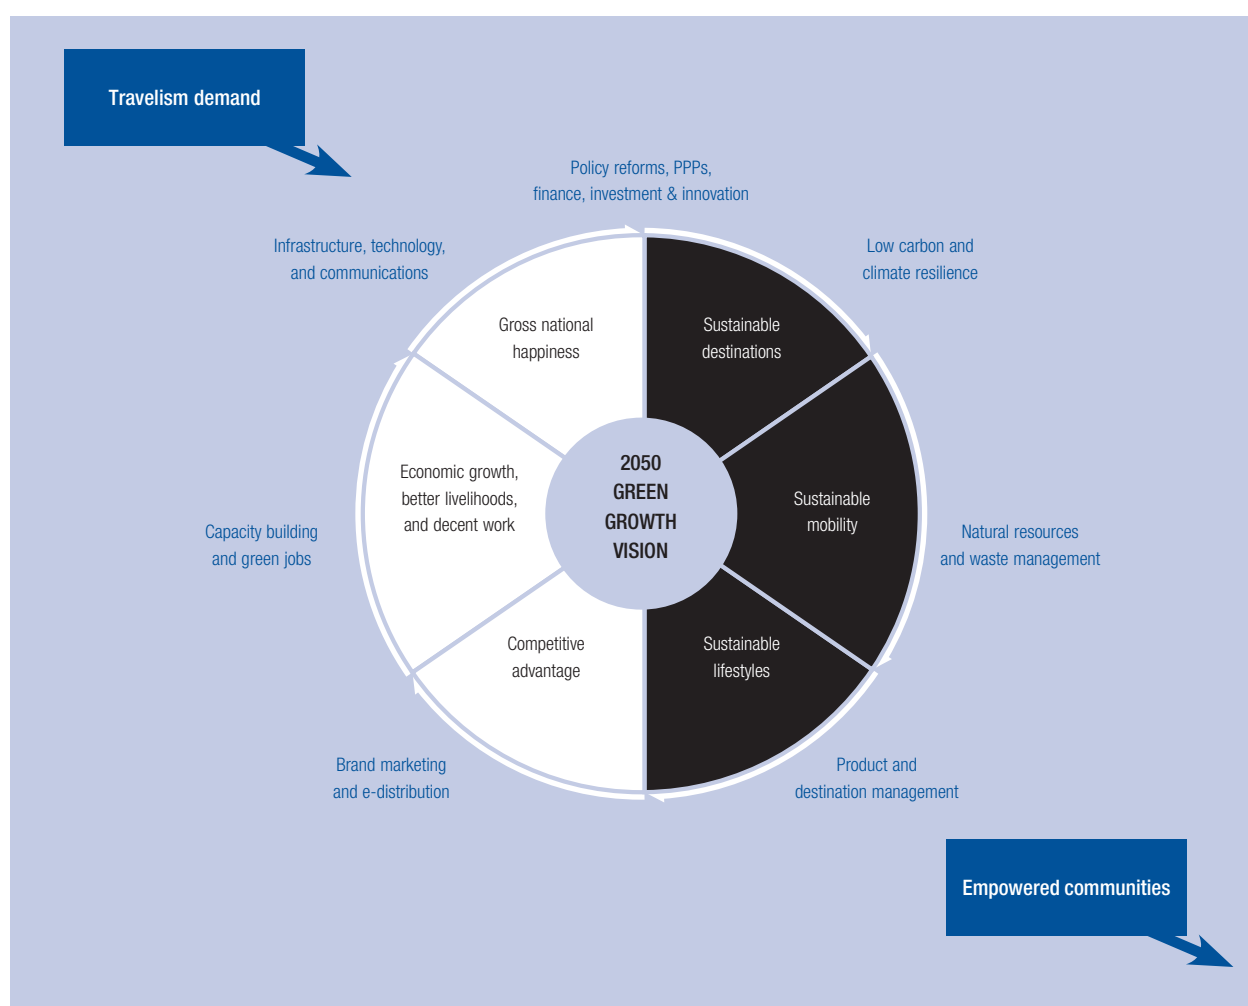 Travelism demand
Policy reforms, PPPs,
finance, investment & innovation
Infrastructure, technology,
and communications
Low carbon and
climate resilience
Gross national
happiness
Sustainable
destinations
2050
GREEN
GROWTH
VISION
Economic growth,
better livelihoods,
and decent work
Sustainable
mobility
Capacity building
and green jobs
Natural resources
and waste management
Competitive
advantage
Sustainable
lifestyles
Brand marketing
and e-distribution
Product and
destination management
Empowered communities